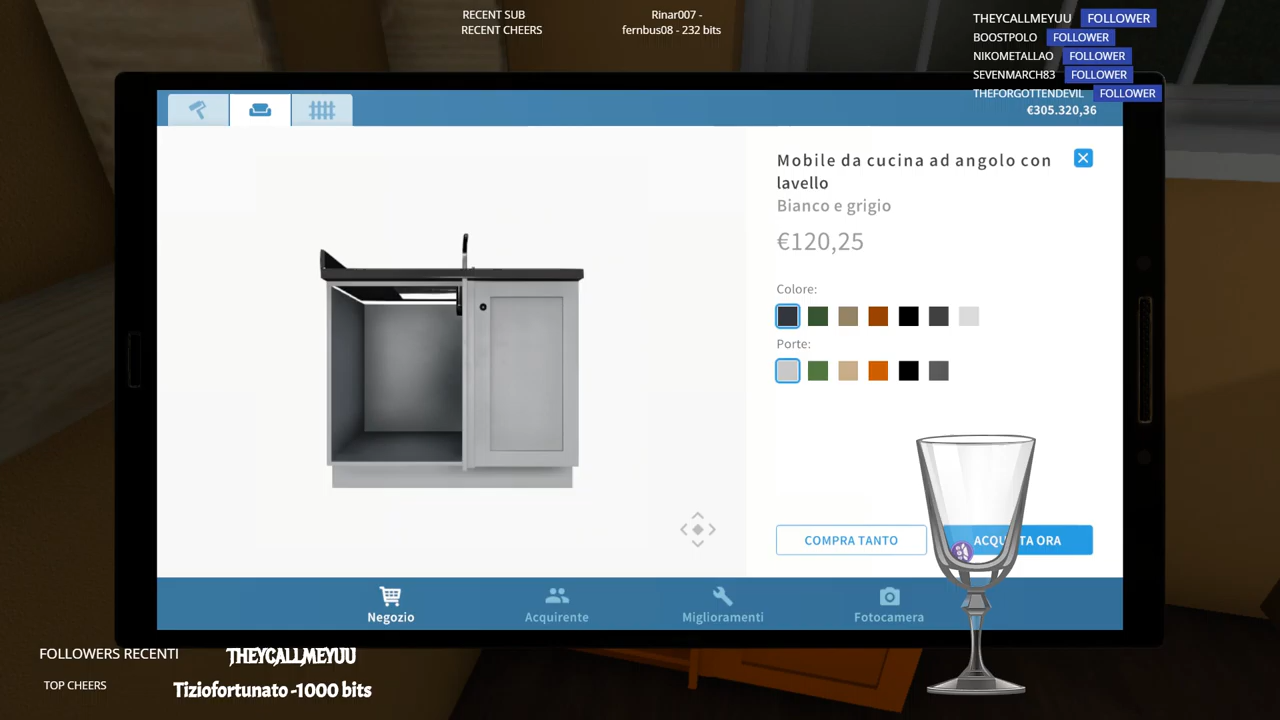 RECENT SUB
Rinar007 -
RECENT CHEERS
fernbus08 - 232 bits
THEYCALLMEYUU FOLLOWER
BOOSTPOLO FOLLOWER
NIKOMETALLAO FOLLOWER
SEVENMARCH83 FOLLOWER
THEFORGOTTENDEVIL FOLLOWER
€305.320,36
Mobile da cucina ad angolo con
lavello
Bianco e grigio
€120,25
Colore:
Porte:
COMPRA TANTO
ORA
Negozio
Acquirente
Miglioramenti
Fotocamera
FOLLOWERS RECENTI
THEYCALLMEYUU
TOP CHEERS
Tiziofortunato -1000 bits